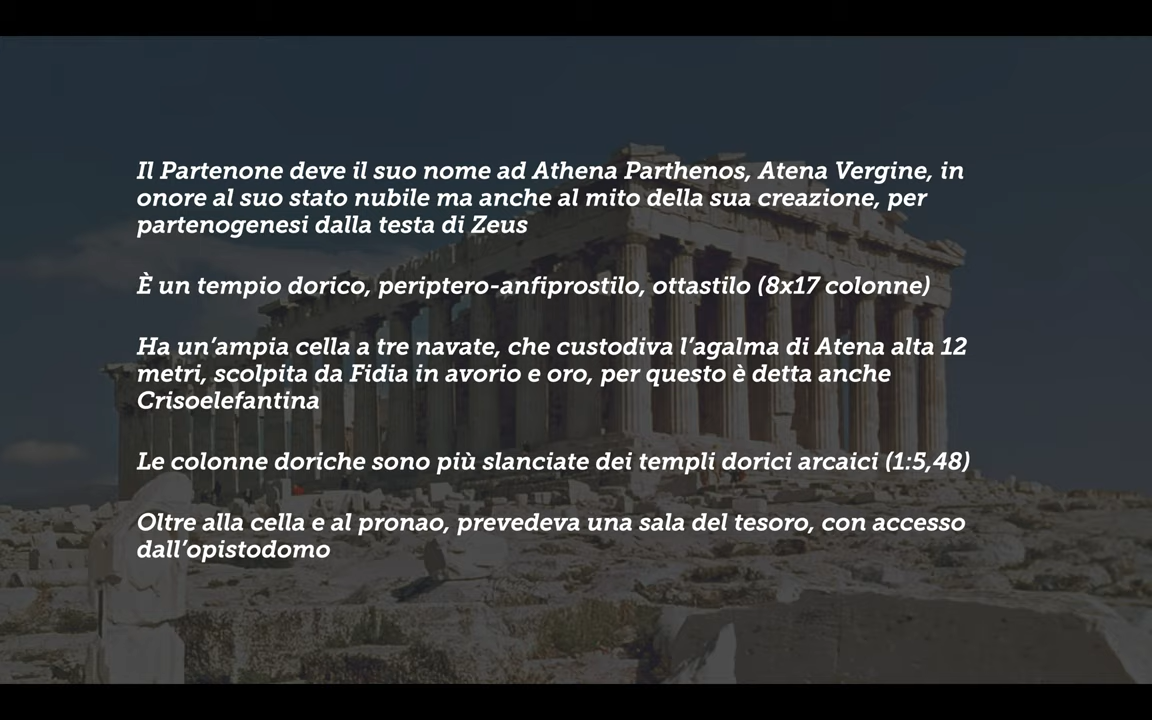 Il Partenone deve il suo nome ad Athena Parthenos, Atena Vergine, in
onore al suo stato nubile ma anche al mito della sua creazione, per
partenogenesi dalla testa di Zeus
È un tempio dorico, periptero-anfiprostilo, ottastilo (8x17 colonne)
Ha un’ampia cella a tre navate, che custodiva l’agalma di Atena alta 12
metri, scolpita da Fidia in avorio e oro, per questo è detta anche
Crisoelefantina
Le colonne doriche sono più slanciate dei templi dorici arcaici (1:5,48)
Oltre alla cella e al pronao, prevedeva una sala del tesoro, con accesso
dall’opistodomo